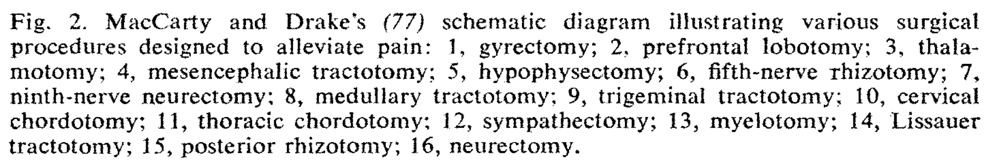 Fig. 2. MacCarty and Drake's (77) schematic diagram illustrating various surgical
procedures designed to alleviate pain: 1, gyrectomy; 2, prefrontal lobotomy; 3, thala-
motomy; 4, mesencephalic tractotomy; 5, hypophysectomy; 6, fifth-nerve rhizotomy; 7,
ninth-nerve neurectomy; 8, medullary tractotomy; 9, trigeminal tractotomy; 10, cervical
chordotomy; 11, thoracic chordotomy; 12, sympathectomy; 13, myelotomy; 14, Lissauer
tractotomy; 15, posterior rhizotomy; 16, neurectomy.